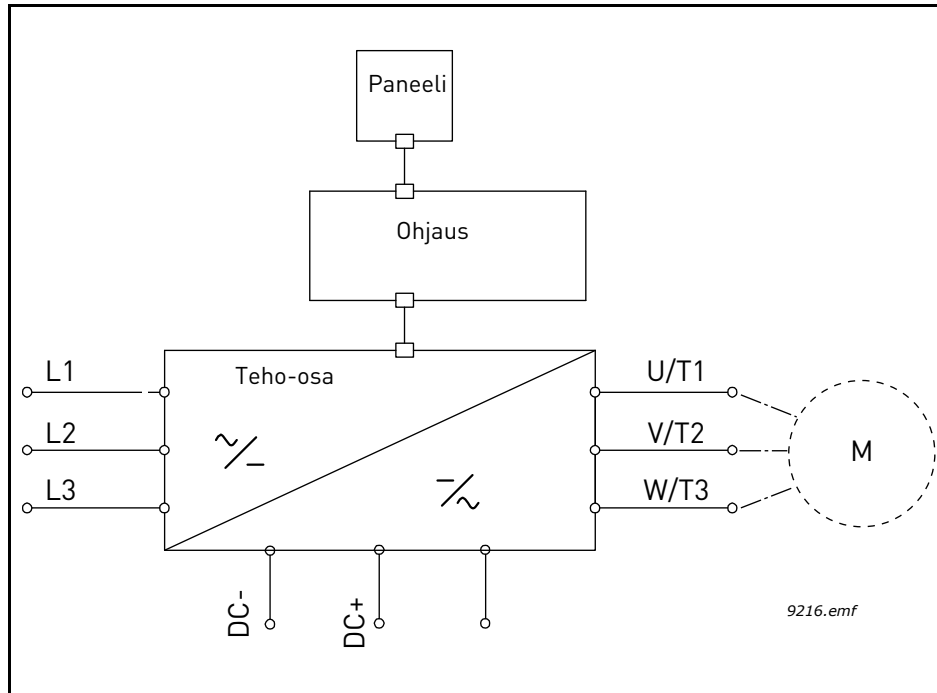 Paneeli
Ohjaus
Teho-osa
L1
L2
L3
~/–
–/~
U/T1
V/T2
W/T3
M
DC-
DC+
9216.emf